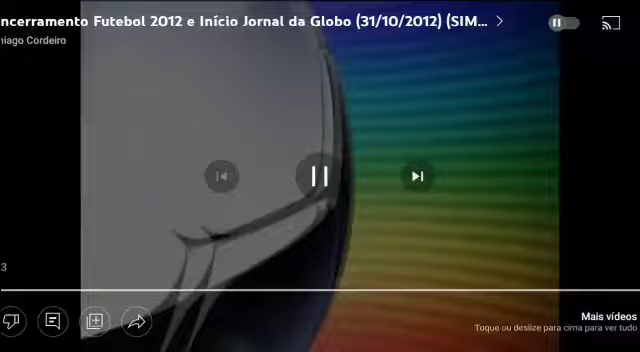 ncerramento Futebol 2012 e Início Jornal da Globo (31/10/2012) (SIM...
hiago Cordeiro
3
Mais vídeos
Toque ou deslize para cima para ver tudo